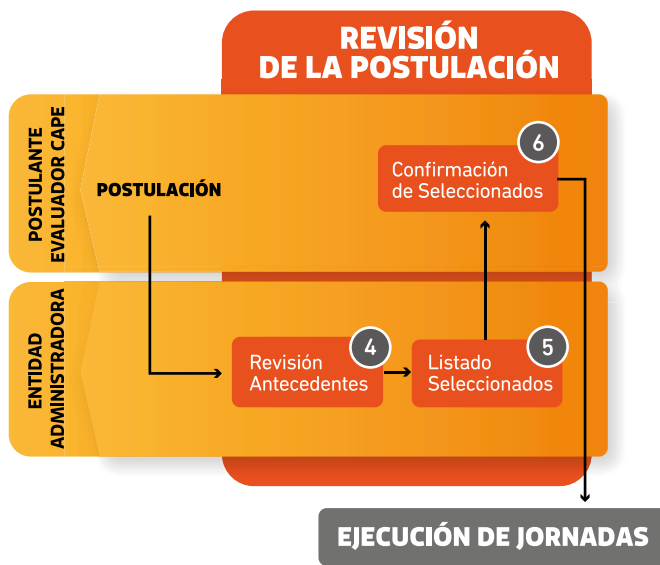 REVISIÓN
DE LA POSTULACIÓN
POSTULANTE
EVALUADOR CAPE
POSTULACIÓN
6
Confirmación
de Seleccionados
ENTIDAD
ADMINISTRADORA
4
Revisión
Antecedentes
5
Listado
Seleccionados
EJECUCIÓN DE JORNADAS